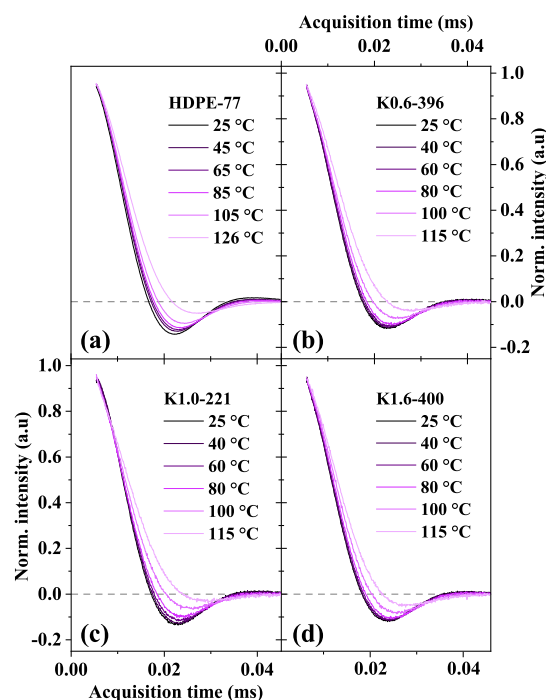 Acquisition time (ms)
0.00 0.02 0.04
HDPE-77
25 °C
45 °C
65 °C
85 °C
105 °C
126 °C
(a)
K0.6-396
25 °C
40 °C
60 °C
80 °C
100 °C
115 °C
(b)
1.0
0.8
0.6
0.4
0.2
0.0
-0.2
Norm. intensity (a.u)
Norm. intensity (a.u)
1.0
0.8
0.6
0.4
0.2
0.0
-0.2
K1.0-221
25 °C
40 °C
60 °C
80 °C
100 °C
115 °C
(c)
K1.6-400
25 °C
40 °C
60 °C
80 °C
100 °C
115 °C
(d)
0.00 0.02 0.04
Acquisition time (ms)